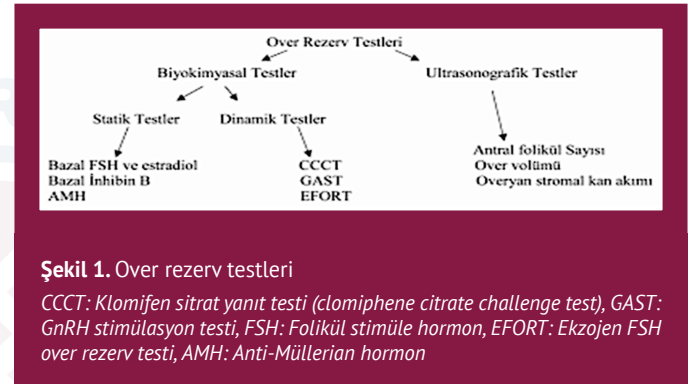 Over Rezerv Testleri
Biyokimyasal Testler
Ultrasonografik Testler
Statik Testler
Dinamik Testler
Bazal FSH ve estradiol
Bazal İnhibin B
AMH
CCCT
GAST
EFORT
Antral folikül Sayısı
Over volümü
Overyan stromal kan akımı
Şekil 1. Over rezerv testleri
CCCT: Klomifen sitrat yanıt testi (clomiphene citrate challenge test), GAST:
GnRH stimülasyon testi, FSH: Folikül stimüle hormon, EFORT: Ekzojen FSH
over rezerv testi, AMH: Anti-Müllerian hormon